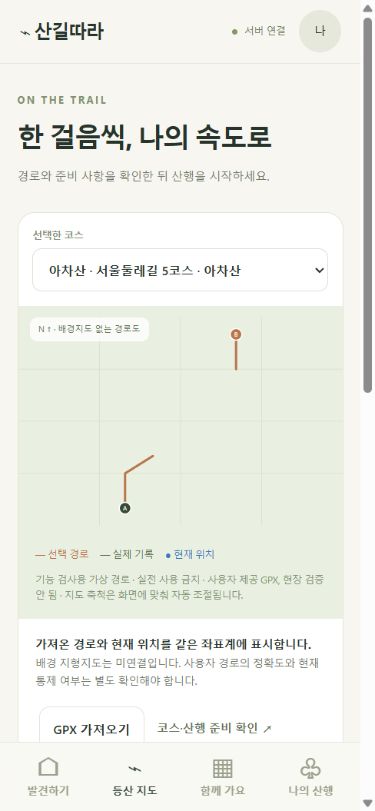 산길따라
서버 연결
나
ON THE TRAIL
한 걸음씩, 나의 속도로
경로와 준비 사항을 확인한 뒤 산행을 시작하세요.
선택한 코스
아차산 · 서울둘레길 5코스 · 아차산
N ↑ · 배경지도 없는 경로도
B
A
— 선택 경로 — 실제 기록 ● 현재 위치
기능 검사용 가상 경로 · 실전 사용 금지 · 사용자 제공 GPX, 현장 검증
안 됨 · 지도 축척은 화면에 맞춰 자동 조절됩니다.
가져온 경로와 현재 위치를 같은 좌표계에 표시합니다.
배경 지형지도는 미연결입니다. 사용자 경로의 정확도와 현재
통제 여부는 별도 확인해야 합니다.
GPX 가져오기
코스·산행 준비 확인 ↗
발견하기
등산 지도
함께 가요
나의 산행